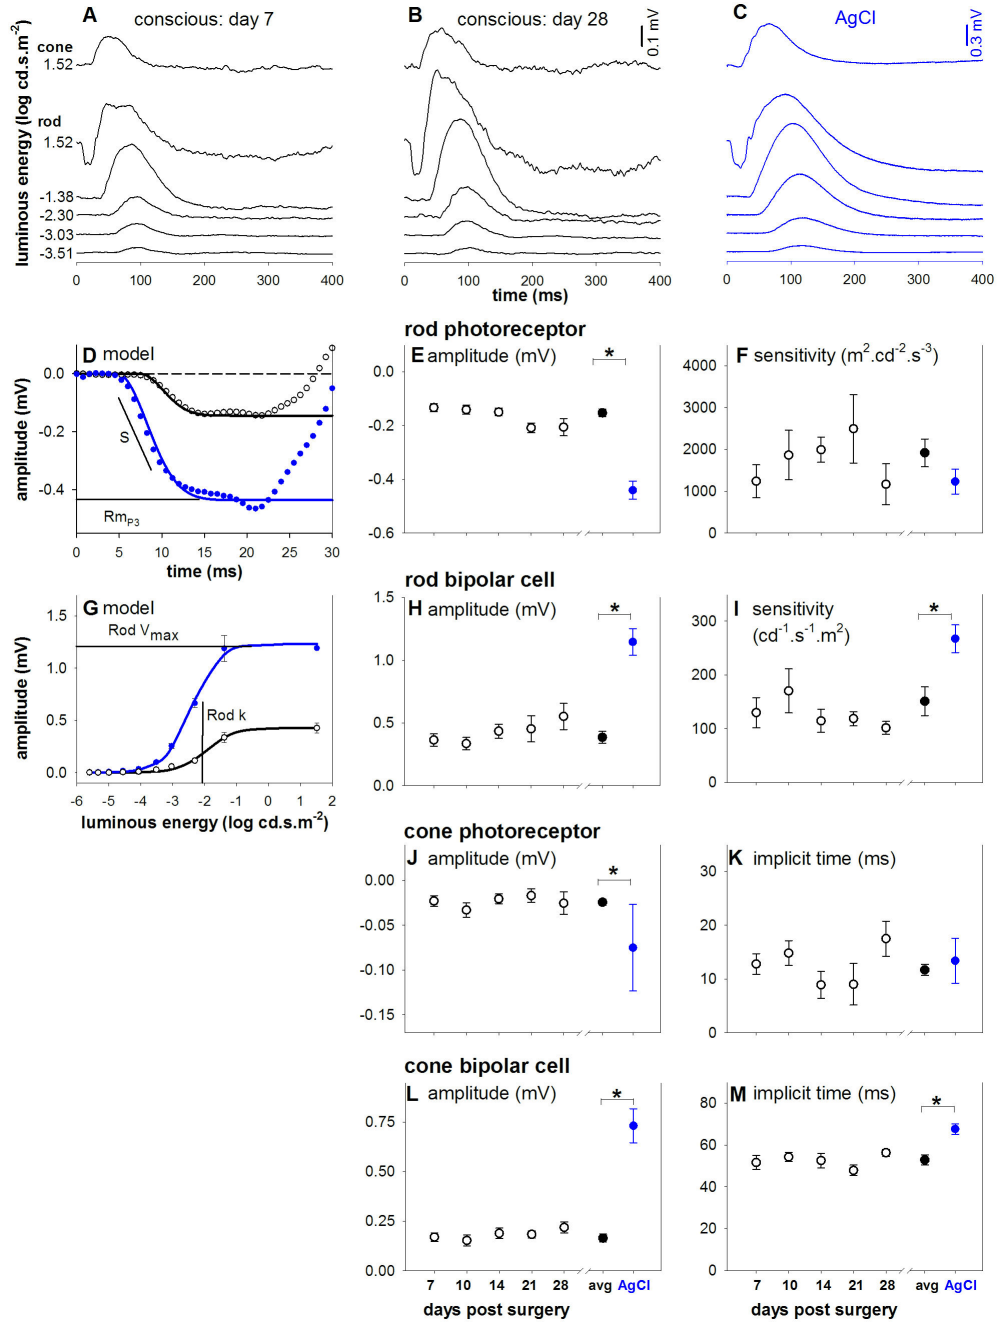 A conscious: day 7
B conscious: day 28
0.1 mV
C AgCl
0.3 mV
luminous energy (log cd.s.m-2)
cone
1.52
rod
1.52
-1.38
-2.30
-3.03
-3.51
0 100 200 300 400
0 100 200 300 400
0 100 200 300 400
time (ms)
time (ms)
D model
amplitude (mV)
0.0
-0.2
-0.4
S
RmP3
0 5 10 15 20 25 30
time (ms)
rod photoreceptor
E amplitude (mV)
*
0.0
-0.2
-0.4
-0.6
F sensitivity (m2.cd-2.s-3)
4000
3000
2000
1000
0
G model
Rod Vmax
amplitude (mV)
1.5
1.0
0.5
0.0
Rod k
-6 -5 -4 -3 -2 -1 0 1 2
luminous energy (log cd.s.m-2)
rod bipolar cell
H amplitude (mV)
*
1.5
1.0
0.5
0.0
I sensitivity
(cd-1.s-1.m2)
*
300
200
100
0
cone photoreceptor
J amplitude (mV)
*
0.00
-0.05
-0.10
-0.15
K implicit time (ms)
30
20
10
0
cone bipolar cell
L amplitude (mV)
*
0.75
0.50
0.25
0.00
7 10 14 21 28 avg AgCl
days post surgery
M implicit time (ms)
*
80
60
40
20
0
7 10 14 21 28 avg AgCl
days post surgery